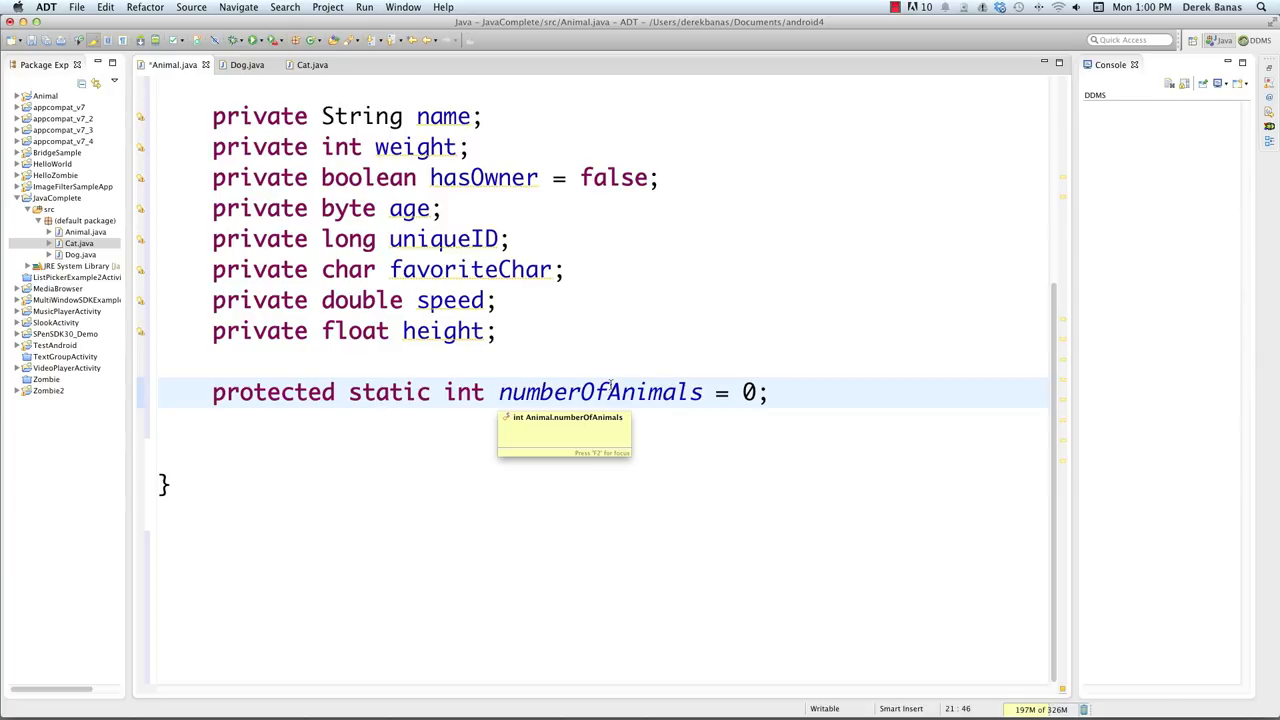 ADT File Edit Refactor Source Navigate Search Project Run Window Help 10 Mon 1:00 PM Derek Banas
Java - JavaComplete/src/Animal.java - ADT - /Users/derekbanas/Documents/android4
Quick Access Java DDMS
Package Exp
*Animal.java Dog.java Cat.java
Console
DDMS
Animal
appcompat_v7
appcompat_v7_2
appcompat_v7_3
appcompat_v7_4
BridgeSample
HelloWorld
HelloZombie
ImageFilterSampleApp
JavaComplete
src
(default package)
Animal.java
Cat.java
Dog.java
JRE System Library [Ja
ListPickerExample2Activi
MediaBrowser
MultiWindowSDKExample
MusicPlayerActivity
SlookActivity
SPenSDK30_Demo
TestAndroid
TextGroupActivity
VideoPlayerActivity
Zombie
Zombie2
private String name;
private int weight;
private boolean hasOwner = false;
private byte age;
private long uniqueID;
private char favoriteChar;
private double speed;
private float height;
protected static int numberOfAnimals = 0;
int Animal.numberOfAnimals
Press 'F2' for focus
}
Writable Smart Insert 21 : 46 197M of 326M